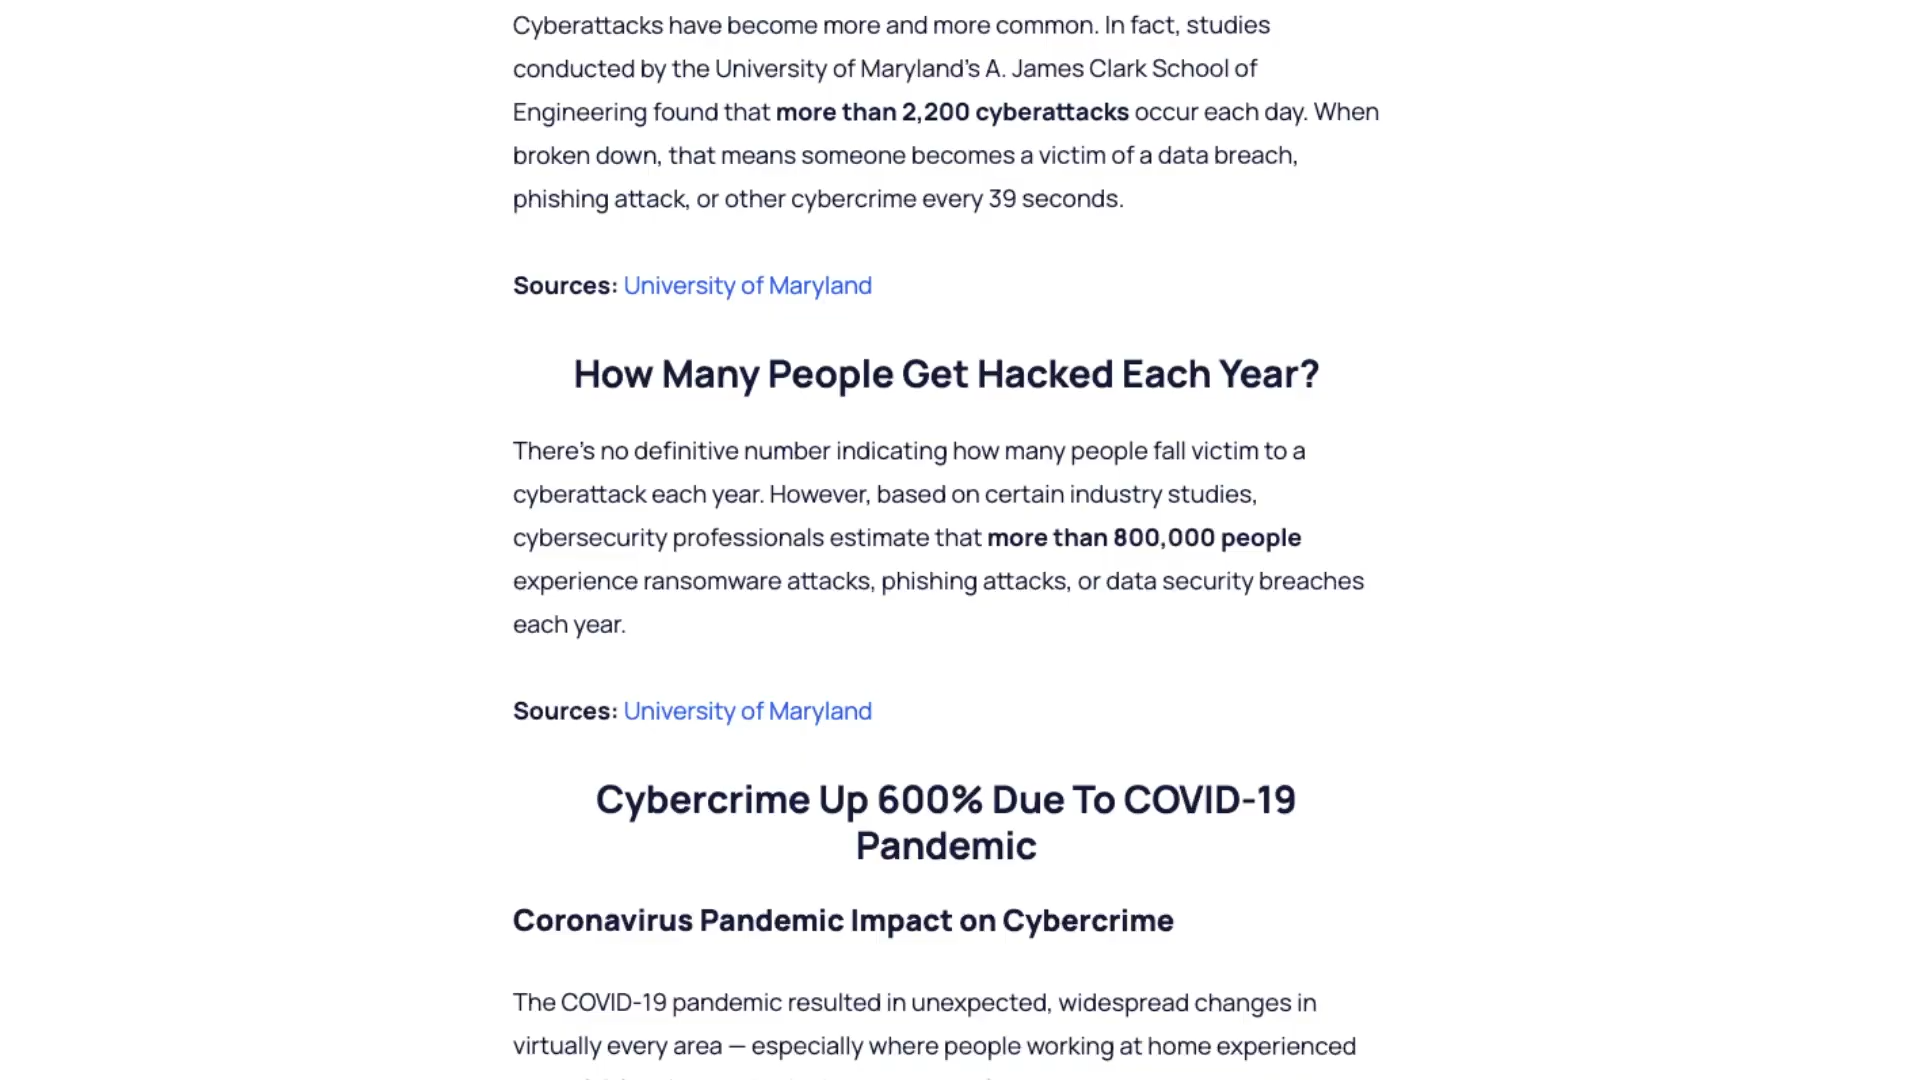 Cyberattacks have become more and more common. In fact, studies
conducted by the University of Maryland’s A. James Clark School of
Engineering found that more than 2,200 cyberattacks occur each day. When
broken down, that means someone becomes a victim of a data breach,
phishing attack, or other cybercrime every 39 seconds.
Sources: University of Maryland
How Many People Get Hacked Each Year?
There’s no definitive number indicating how many people fall victim to a
cyberattack each year. However, based on certain industry studies,
cybersecurity professionals estimate that more than 800,000 people
experience ransomware attacks, phishing attacks, or data security breaches
each year.
Sources: University of Maryland
Cybercrime Up 600% Due To COVID-19
Pandemic
Coronavirus Pandemic Impact on Cybercrime
The COVID-19 pandemic resulted in unexpected, widespread changes in
virtually every area — especially where people working at home experienced